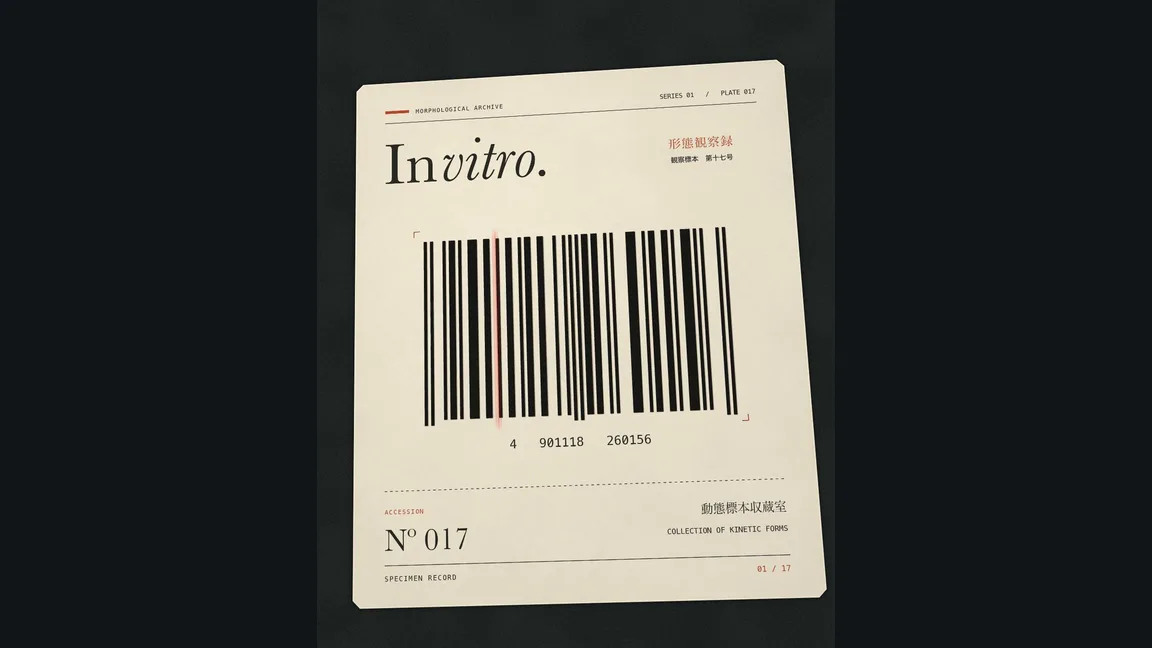 MORPHOLOGICAL ARCHIVE
SERIES 01 / PLATE 017
Invitro.
形態観察録
観察標本 第十七号
4 901118 260156
ACCESSION
Nº 017
動態標本収蔵室
COLLECTION OF KINETIC FORMS
SPECIMEN RECORD
01 / 17